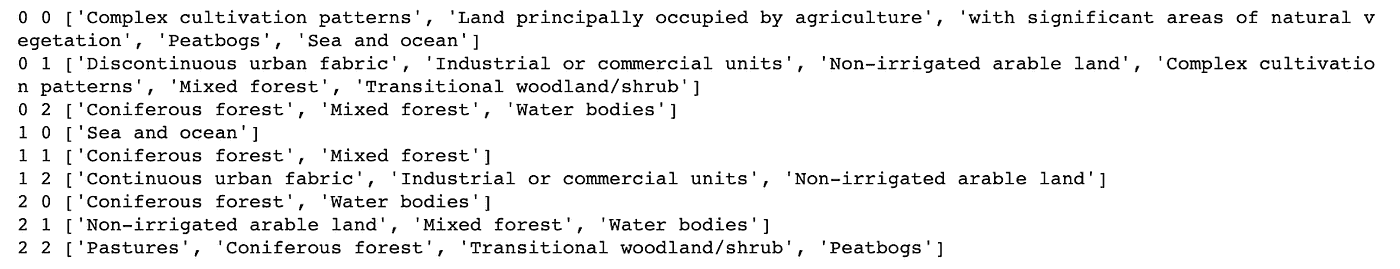 0 0 ['Complex cultivation patterns', 'Land principally occupied by agriculture', 'with significant areas of natural v
egetation', 'Peatbogs', 'Sea and ocean']
0 1 ['Discontinuous urban fabric', 'Industrial or commercial units', 'Non-irrigated arable land', 'Complex cultivatio
n patterns', 'Mixed forest', 'Transitional woodland/shrub']
0 2 ['Coniferous forest', 'Mixed forest', 'Water bodies']
1 0 ['Sea and ocean']
1 1 ['Coniferous forest', 'Mixed forest']
1 2 ['Continuous urban fabric', 'Industrial or commercial units', 'Non-irrigated arable land']
2 0 ['Coniferous forest', 'Water bodies']
2 1 ['Non-irrigated arable land', 'Mixed forest', 'Water bodies']
2 2 ['Pastures', 'Coniferous forest', 'Transitional woodland/shrub', 'Peatbogs']